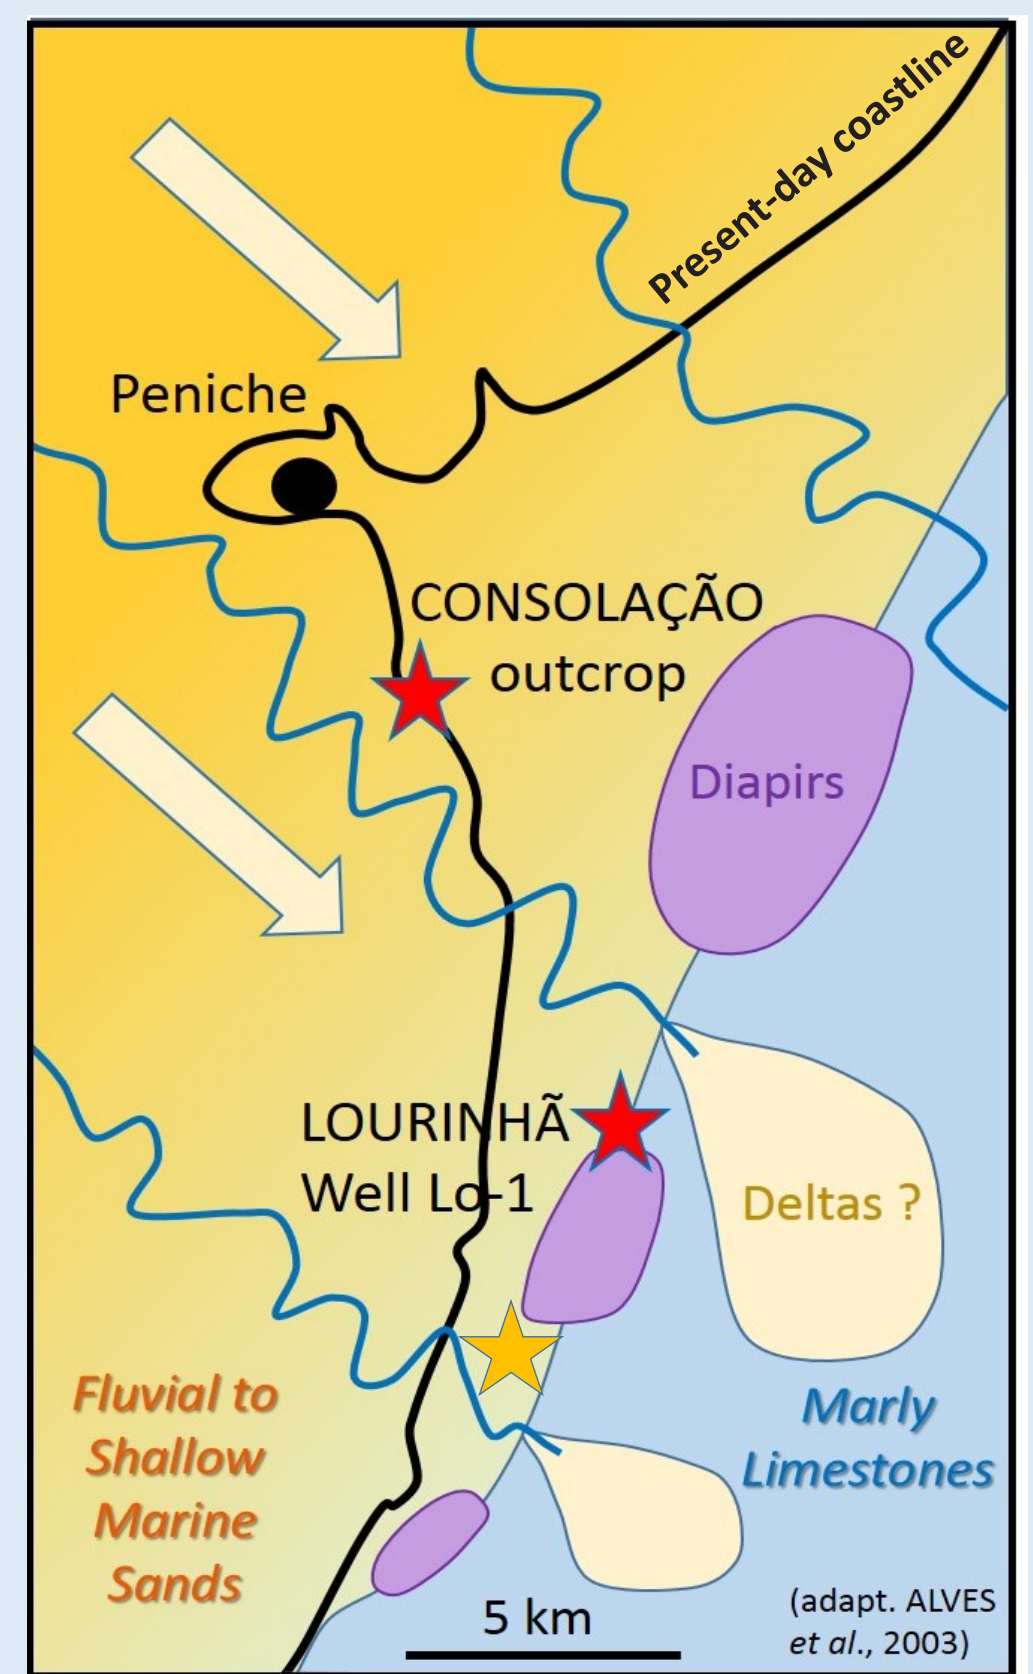 Present-day coastline
Peniche
CONSOLAÇÃO
outcrop
Diapirs
LOURINHÃ
Well Lo-1
Deltas ?
Fluvial to
Shallow
Marine
Sands
Marly
Limestones
5 km
(adapt. ALVES
et al., 2003)